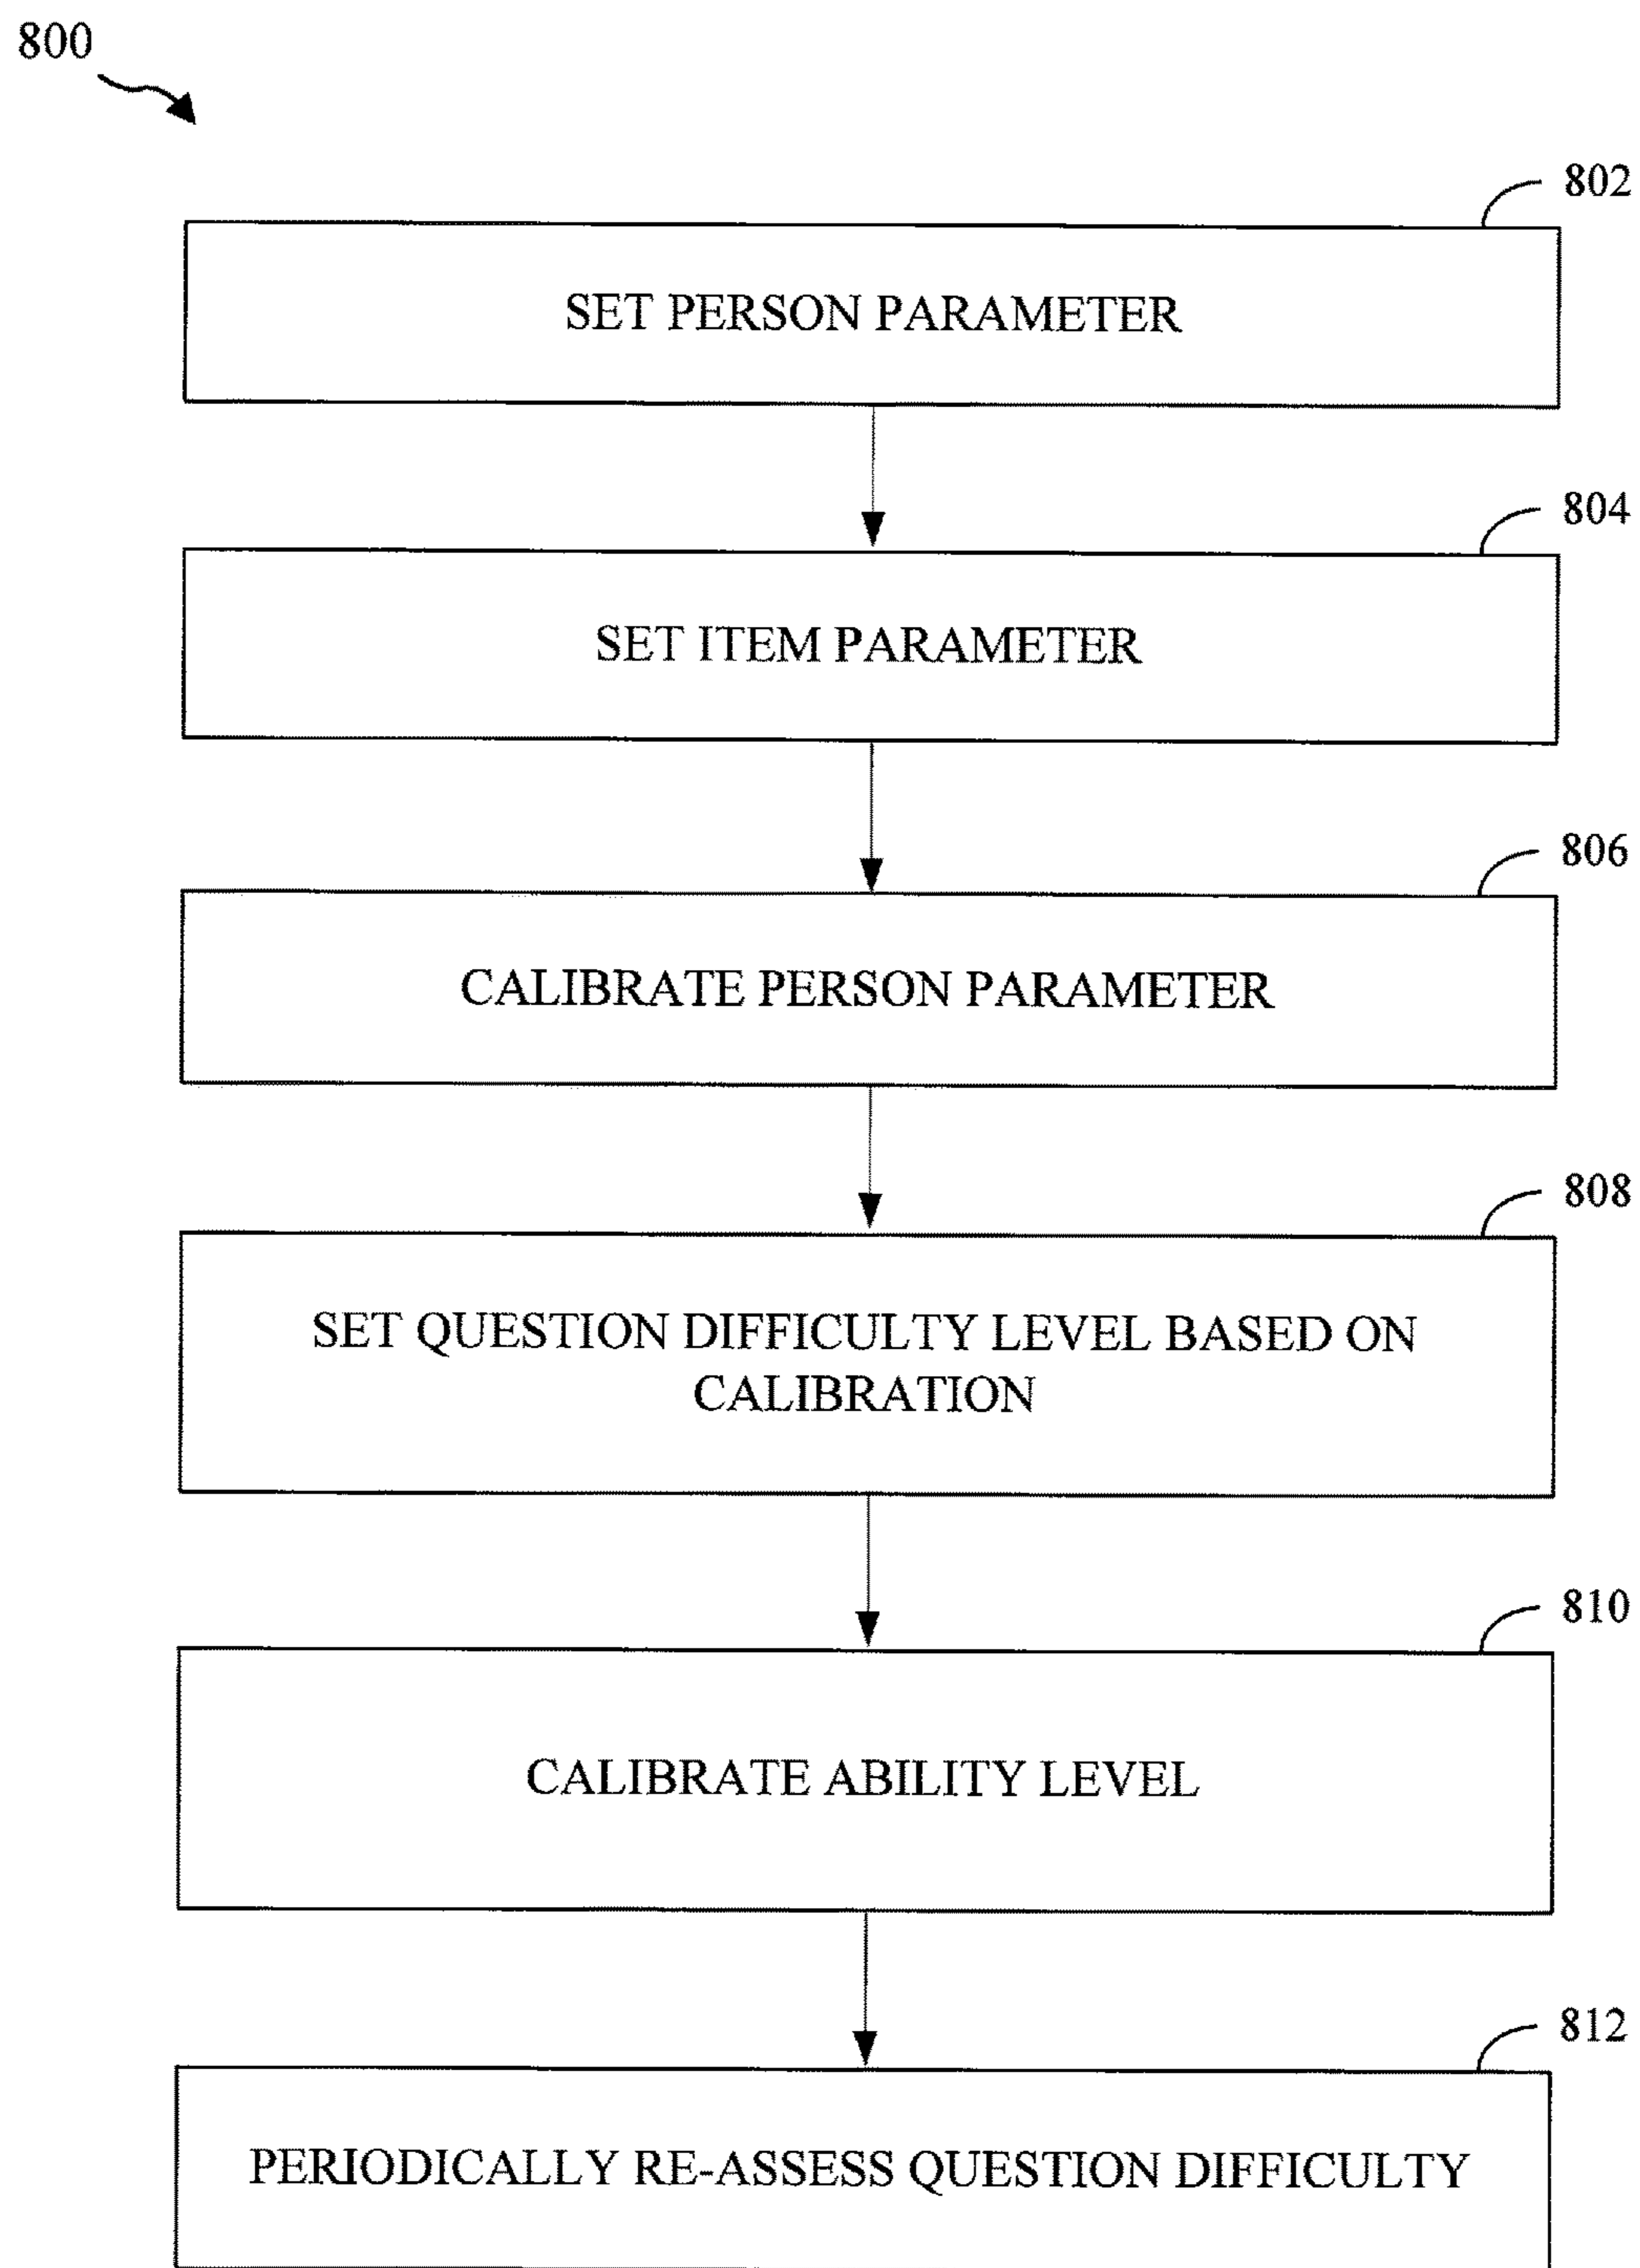 800
802
SET PERSON PARAMETER
804
SET ITEM PARAMETER
806
CALIBRATE PERSON PARAMETER
808
SET QUESTION DIFFICULTY LEVEL BASED ON
CALIBRATION
810
CALIBRATE ABILITY LEVEL
812
PERIODICALLY RE-ASSESS QUESTION DIFFICULTY